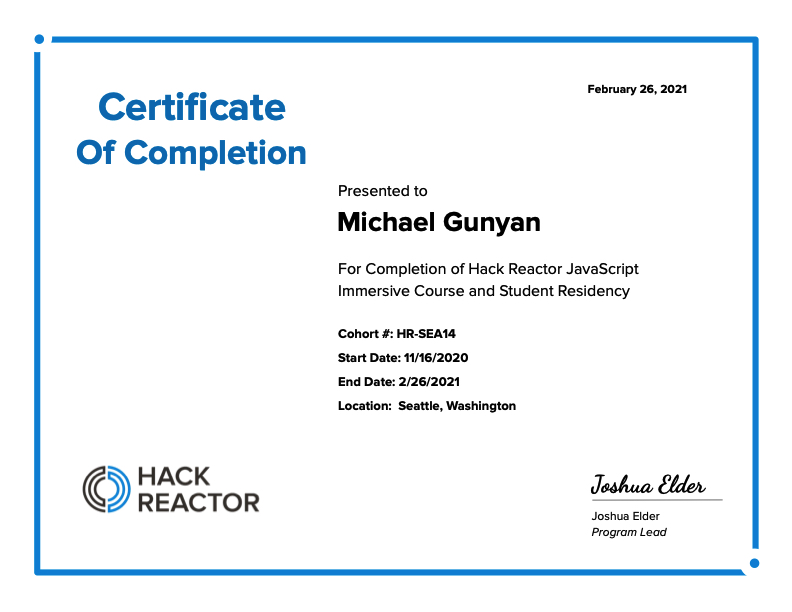 February 26, 2021
Certificate
Of Completion
Presented to
Michael Gunyan
For Completion of Hack Reactor JavaScript
Immersive Course and Student Residency
Cohort #: HR-SEA14
Start Date: 11/16/2020
End Date: 2/26/2021
Location: Seattle, Washington
HACK
REACTOR
Joshua Elder
Joshua Elder
Program Lead